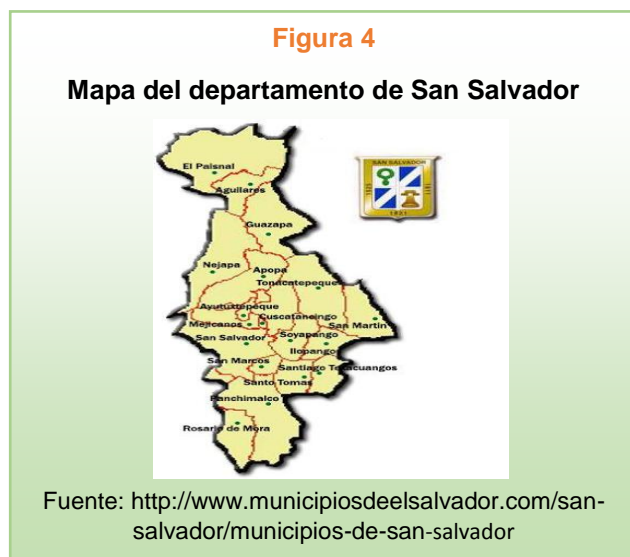 Figura 4
Mapa del departamento de San Salvador
SAN SALVADOR
El Paisnal
Aguilares
Guazapa
Nejapa
Apopa
Tonacatepeque
Ayutuxtepeque
Cuscatancingo
Mejicanos
San Martin
San Salvador
Soyapango
Ilopango
San Marcos
Santiago Texacuangos
Santo Tomas
Panchimalco
Rosario de Mora
Fuente: http://www.municipiosdeelsalvador.com/san-
salvador/municipios-de-san-salvador